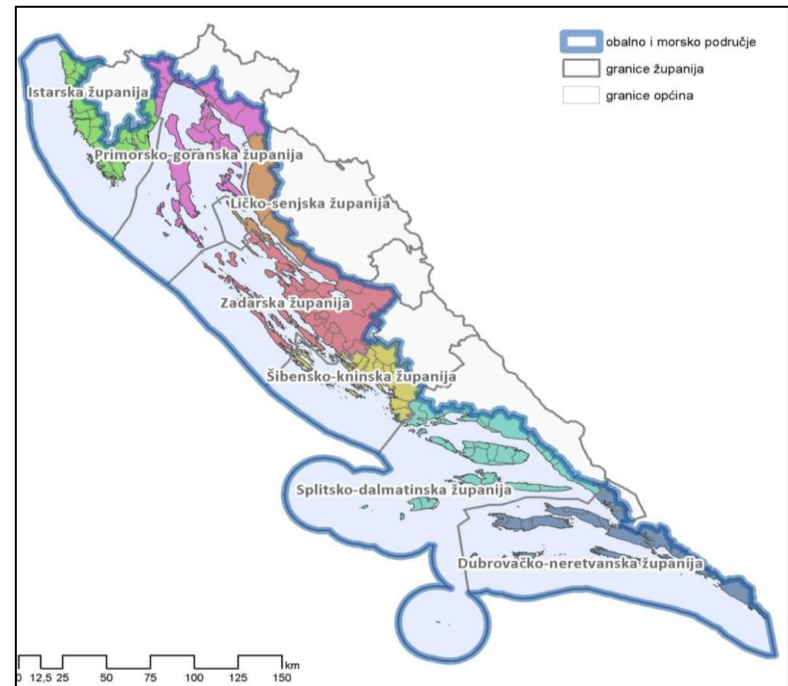 obalno i morsko područje
granice županija
granice općina
Istarska županija
Primorsko-goranska županija
Ličko-senjska županija
Zadarska županija
Šibensko-kninska županija
Splitsko-dalmatinska županija
Dubrovačko-neretvanska županija
km
0 12,5 25 50 75 100 125 150